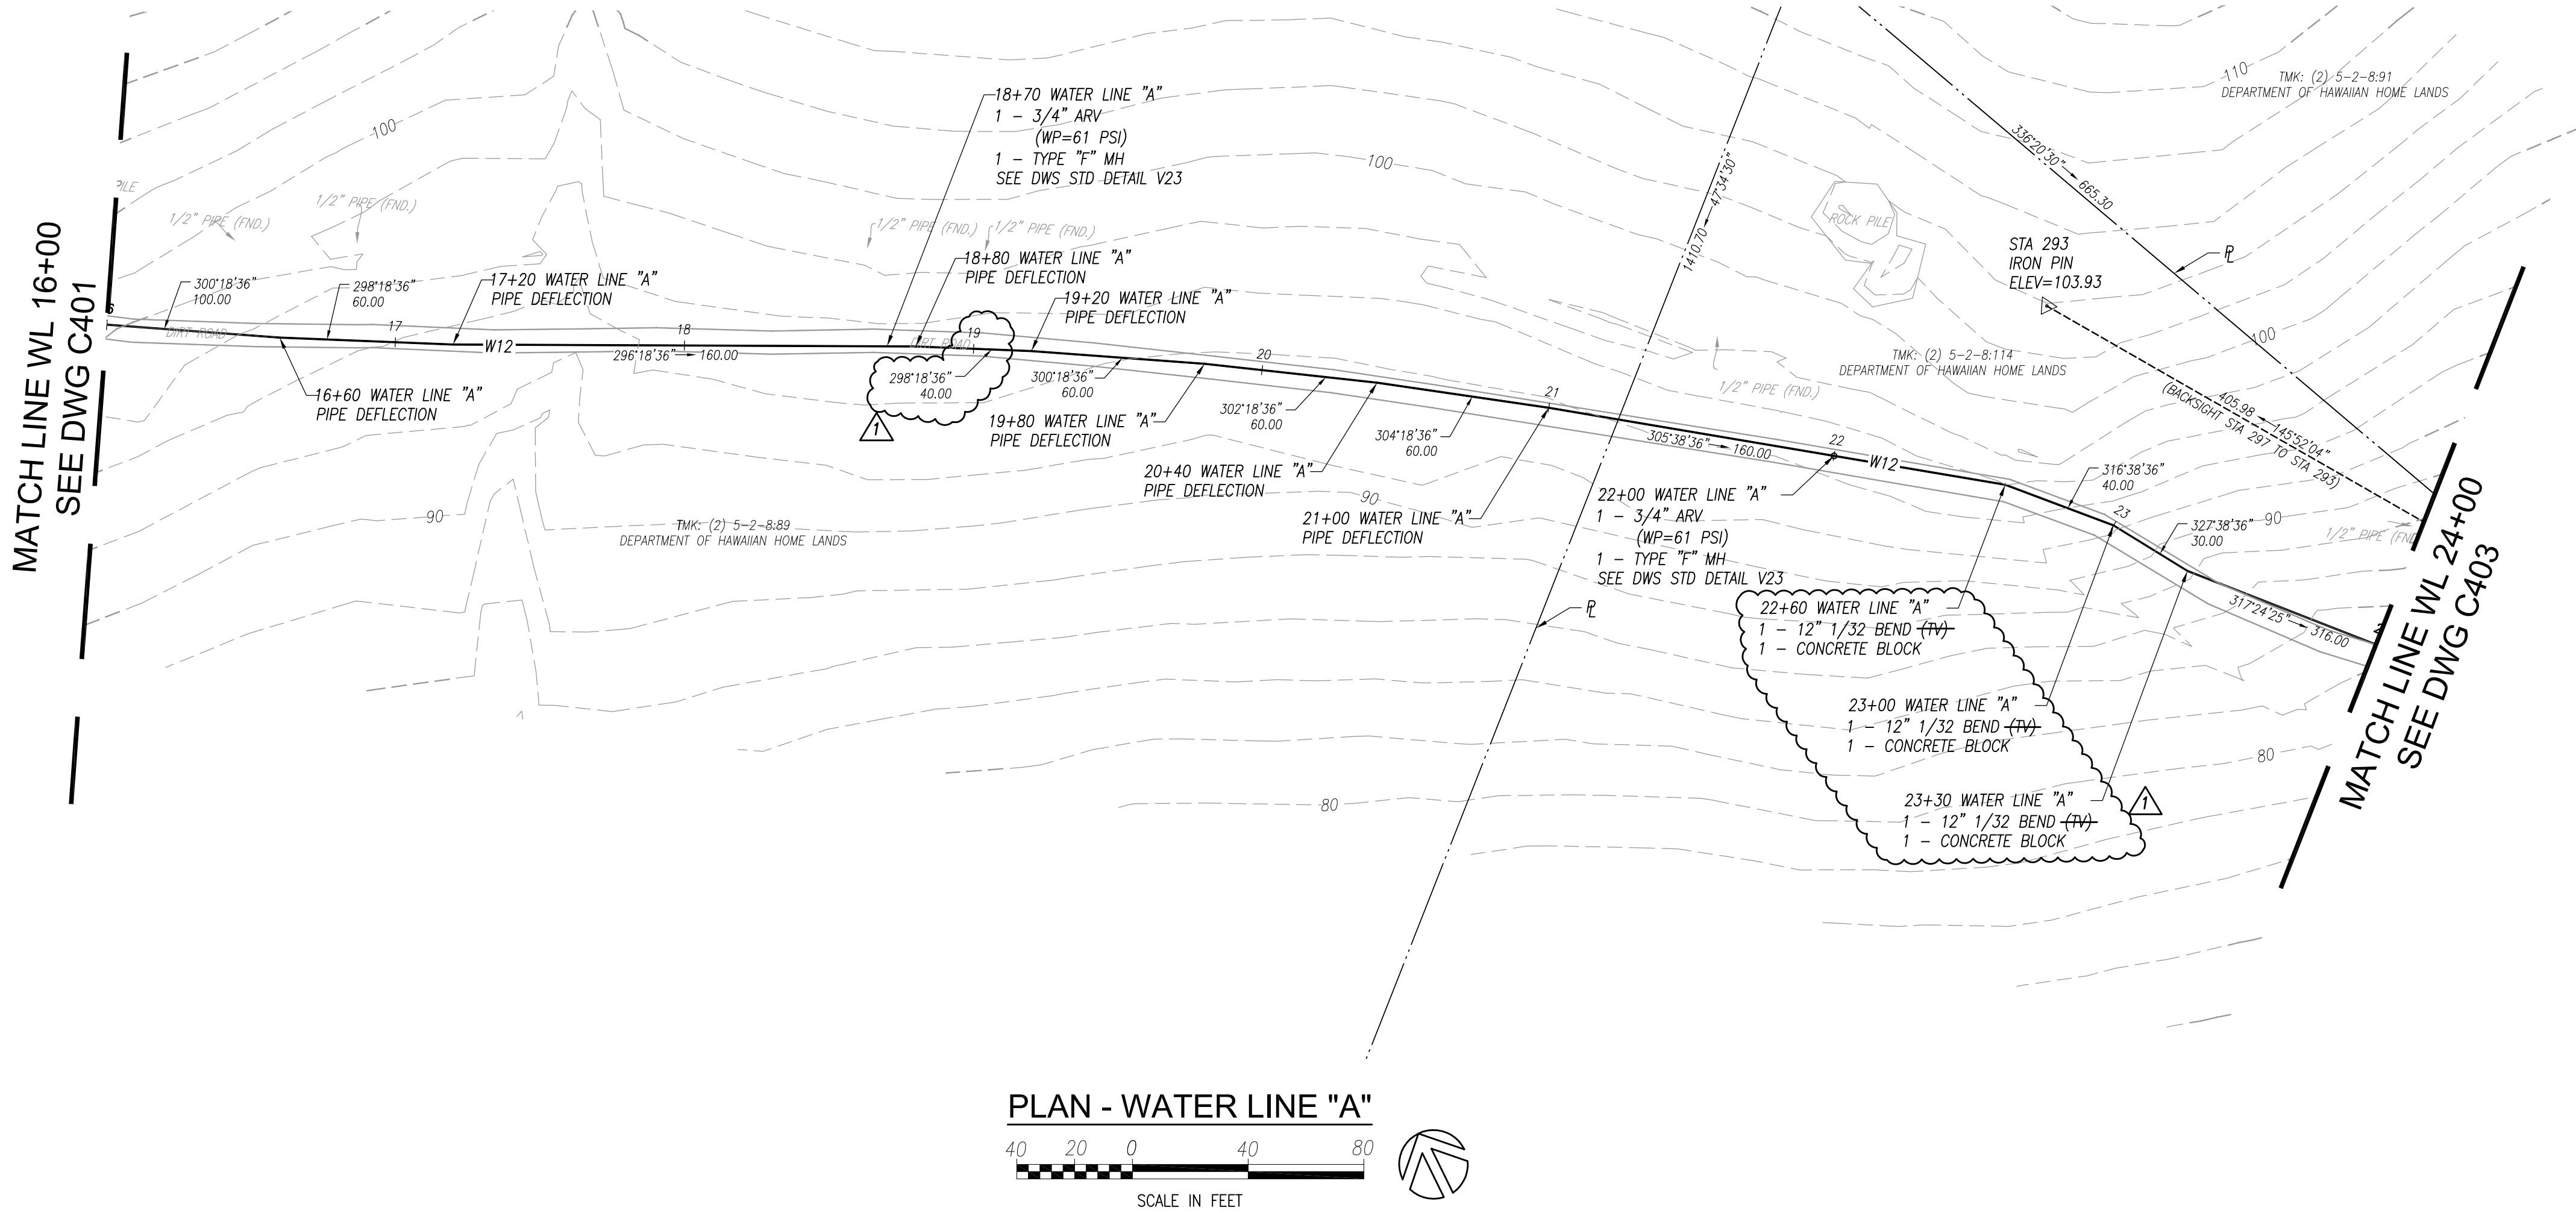 MATCH LINE WL 16+00
SEE DWG C401
100
1/2" PIPE (FND.)
1/2" PIPE (FND.)
300°18'36"
100.00
DIRT ROAD
298°18'36"
60.00
17
17+20 WATER LINE "A"
PIPE DEFLECTION
16+60 WATER LINE "A"
PIPE DEFLECTION
W12
18
296°18'36" 160.00
90
TMK: (2) 5-2-8:89
DEPARTMENT OF HAWAIIAN HOME LANDS
18+70 WATER LINE "A"
1 - 3/4" ARV
(WP=61 PSI)
1 - TYPE "F" MH
SEE DWS STD DETAIL V23
1/2" PIPE (FND.)
1/2" PIPE (FND.)
18+80 WATER LINE "A"
PIPE DEFLECTION
19+20 WATER LINE "A"
PIPE DEFLECTION
19
DIRT ROAD
298°18'36"
40.00
1
300°18'36"
60.00
19+80 WATER LINE "A"
PIPE DEFLECTION
20
302°18'36"
60.00
20+40 WATER LINE "A"
PIPE DEFLECTION
304°18'36"
60.00
21
21+00 WATER LINE "A"
PIPE DEFLECTION
100
90
80
1410.70 47°34'30"
305°38'36" 160.00
22
W12
22+00 WATER LINE "A"
1 - 3/4" ARV
(WP=61 PSI)
1 - TYPE "F" MH
SEE DWS STD DETAIL V23
PL
ROCK PILE
1/2" PIPE (FND.)
TMK: (2) 5-2-8:114
DEPARTMENT OF HAWAIIAN HOME LANDS
STA 293
IRON PIN
ELEV=103.93
336°20'30" 665.30
PL
110
TMK: (2) 5-2-8:91
DEPARTMENT OF HAWAIIAN HOME LANDS
100
405.98 145°52'04"
(BACKSIGHT STA 297 TO STA 293)
316°38'36"
40.00
23
327°38'36"
30.00
90
1/2" PIPE (FND
317°24'25" 316.00
22+60 WATER LINE "A"
1 - 12" 1/32 BEND (TV)
1 - CONCRETE BLOCK
23+00 WATER LINE "A"
1 - 12" 1/32 BEND (TV)
1 - CONCRETE BLOCK
23+30 WATER LINE "A"
1 - 12" 1/32 BEND (TV)
1 - CONCRETE BLOCK
1
80
MATCH LINE WL 24+00
SEE DWG C403
PLAN - WATER LINE "A"
40 20 0 40 80
SCALE IN FEET